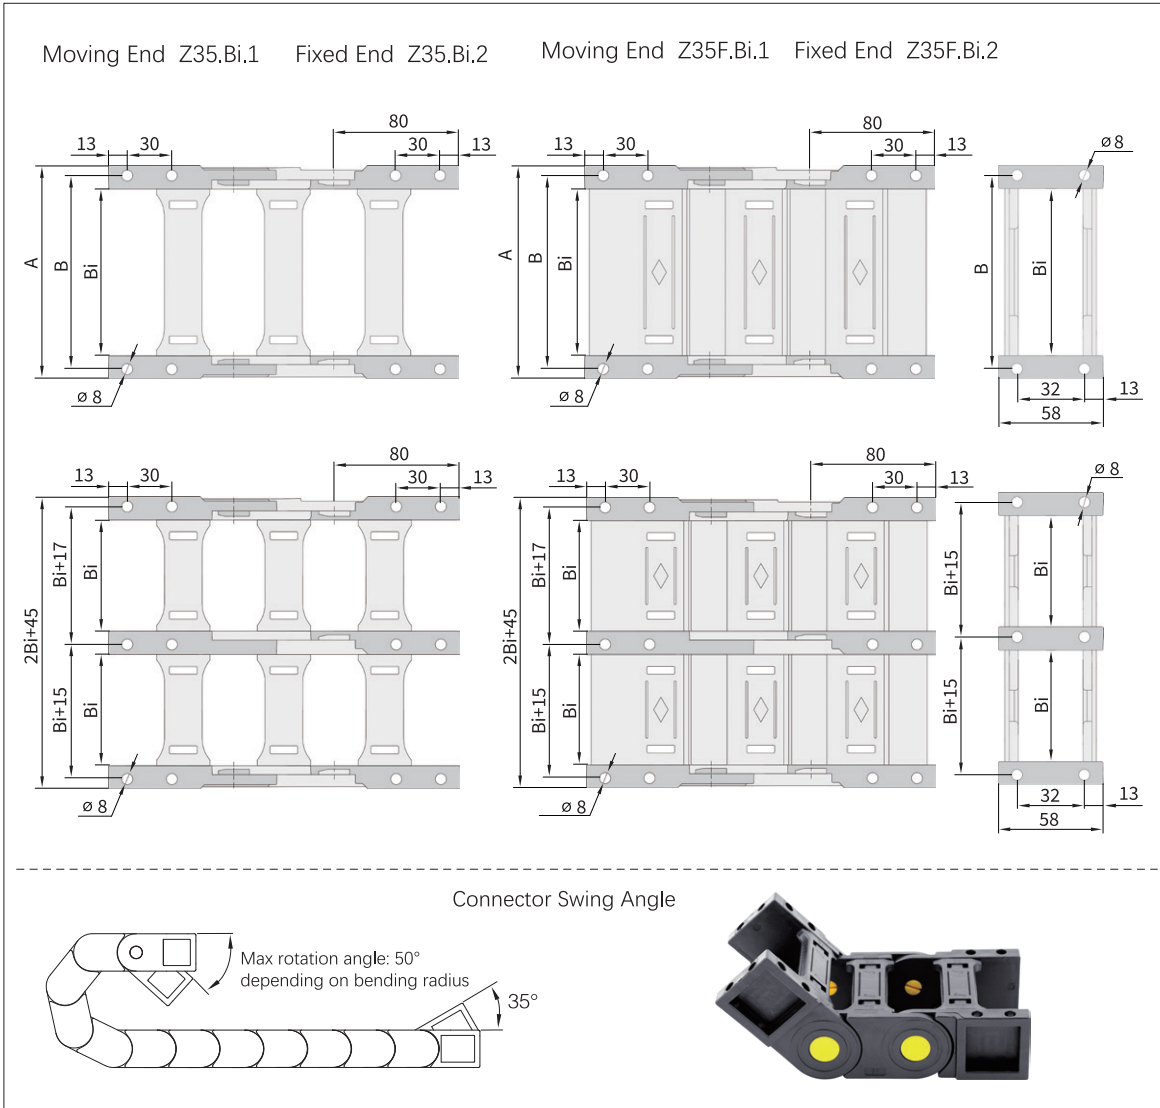 Moving End Z35.Bi.1 Fixed End Z35.Bi.2 Moving End Z35F.Bi.1 Fixed End Z35F.Bi.2
80 80
13 30 30 13 13 30 30 13 ø 8
A B Bi A B Bi B Bi
ø 8 ø 8 32 13
58
80 80
13 30 30 13 13 30 30 13 ø 8
2Bi+45 Bi+17 Bi 2Bi+45 Bi+17 Bi Bi+15 Bi
Bi+15 Bi Bi+15 Bi Bi+15 Bi
ø 8 ø 8 32 13
58
Connector Swing Angle
Max rotation angle: 50°
depending on bending radius
35°